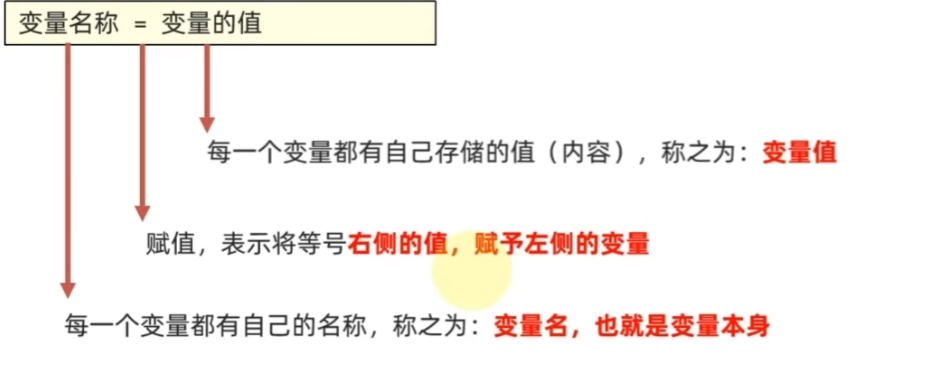 变量名称 = 变量的值
每一个变量都有自己存储的值（内容），称之为：变量值
赋值，表示将等号右侧的值，赋予左侧的变量
每一个变量都有自己的名称，称之为：变量名，也就是变量本身